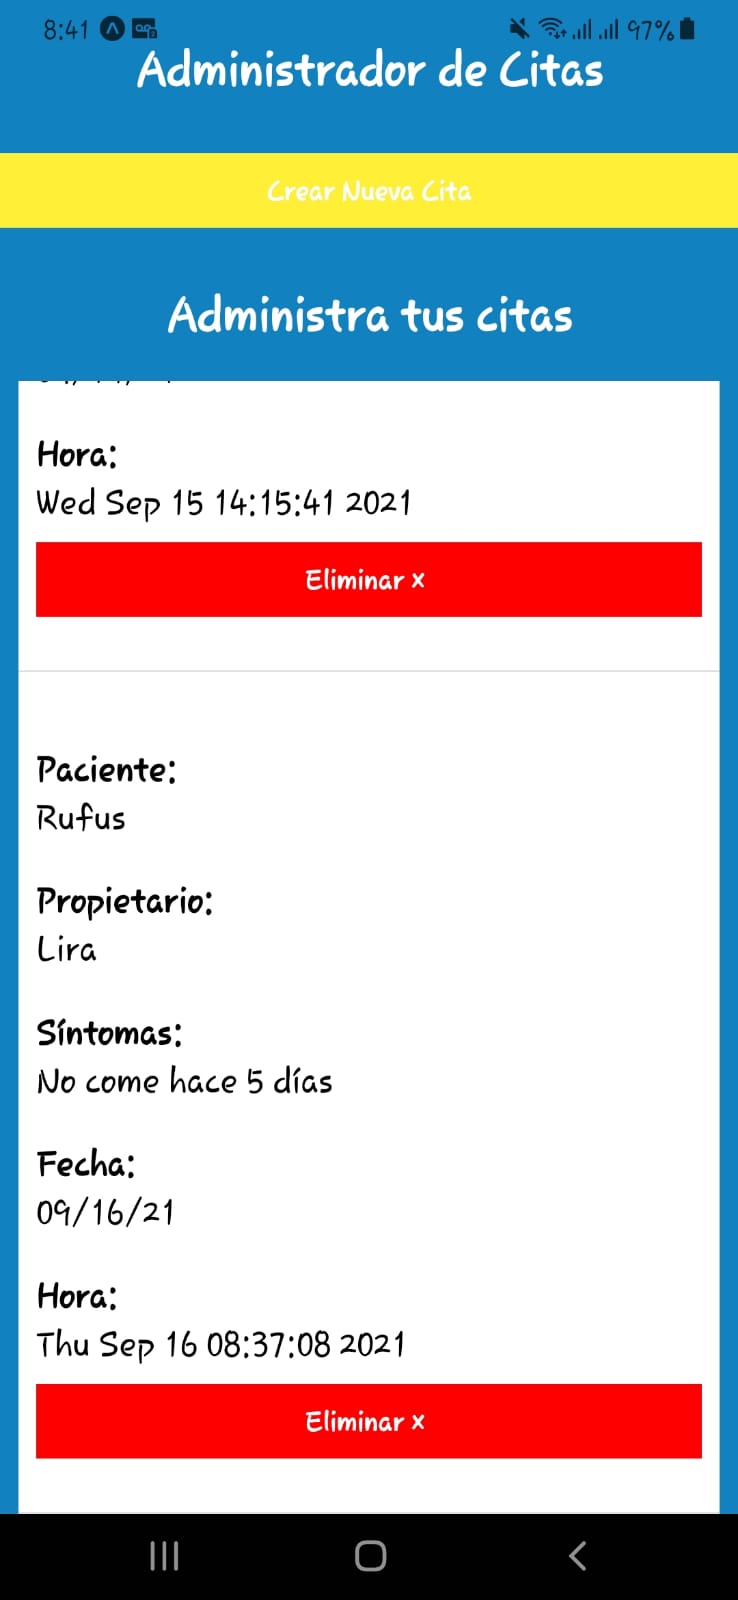 8:41
97%
Administrador de Citas
Crear Nueva Cita
Administra tus citas
Hora:
Wed Sep 15 14:15:41 2021
Eliminar x
Paciente:
Rufus
Propietario:
Lira
Síntomas:
No come hace 5 días
Fecha:
09/16/21
Hora:
Thu Sep 16 08:37:08 2021
Eliminar x